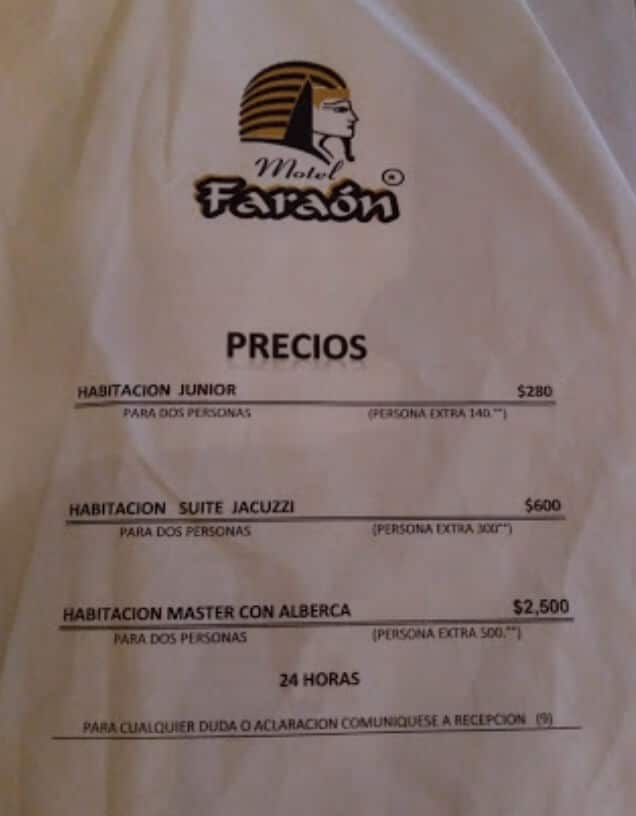 Motel
Faraón
PRECIOS
HABITACION JUNIOR $280
PARA DOS PERSONAS (PERSONA EXTRA 140.°°)
HABITACION SUITE JACUZZI $600
PARA DOS PERSONAS (PERSONA EXTRA 300°°)
HABITACION MASTER CON ALBERCA $2,500
PARA DOS PERSONAS (PERSONA EXTRA 500.°°)
24 HORAS
PARA CUALQUIER DUDA O ACLARACION COMUNIQUESE A RECEPCION (9)